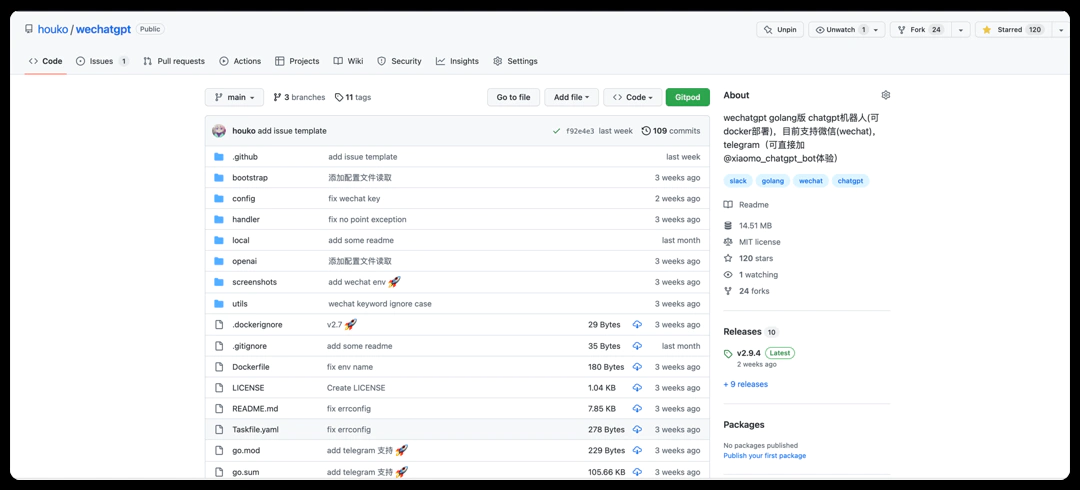 houko / wechatgpt Public Unpin Unwatch 1 Fork 24 Starred 120
Code Issues 1 Pull requests Actions Projects Wiki Security Insights Settings
main 3 branches 11 tags Go to file Add file Code Gitpod
houko add issue template f92e4e3 last week 109 commits
.github add issue template last week
bootstrap 添加配置文件读取 3 weeks ago
config fix wechat key 2 weeks ago
handler fix no point exception 3 weeks ago
local add some readme last month
openai 添加配置文件读取 3 weeks ago
screenshots add wechat env 🚀 3 weeks ago
utils wechat keyword ignore case 3 weeks ago
.dockerignore v2.7 🚀 29 Bytes 3 weeks ago
.gitignore add some readme 35 Bytes last month
Dockerfile fix env name 180 Bytes 3 weeks ago
LICENSE Create LICENSE 1.04 KB 3 weeks ago
README.md fix errconfig 7.85 KB 3 weeks ago
Taskfile.yaml fix errconfig 278 Bytes 3 weeks ago
go.mod add telegram 支持 🚀 229 Bytes 3 weeks ago
go.sum add telegram 支持 🚀 105.66 KB 3 weeks ago
About
wechatgpt golang版 chatgpt机器人(可
docker部署)，目前支持微信(wechat)，
telegram（可直接加
@xiaomo_chatgpt_bot体验）
slack golang wechat chatgpt
Readme
14.51 MB
MIT license
120 stars
1 watching
24 forks
Releases 10
v2.9.4 Latest
2 weeks ago
+ 9 releases
Packages
No packages published
Publish your first package